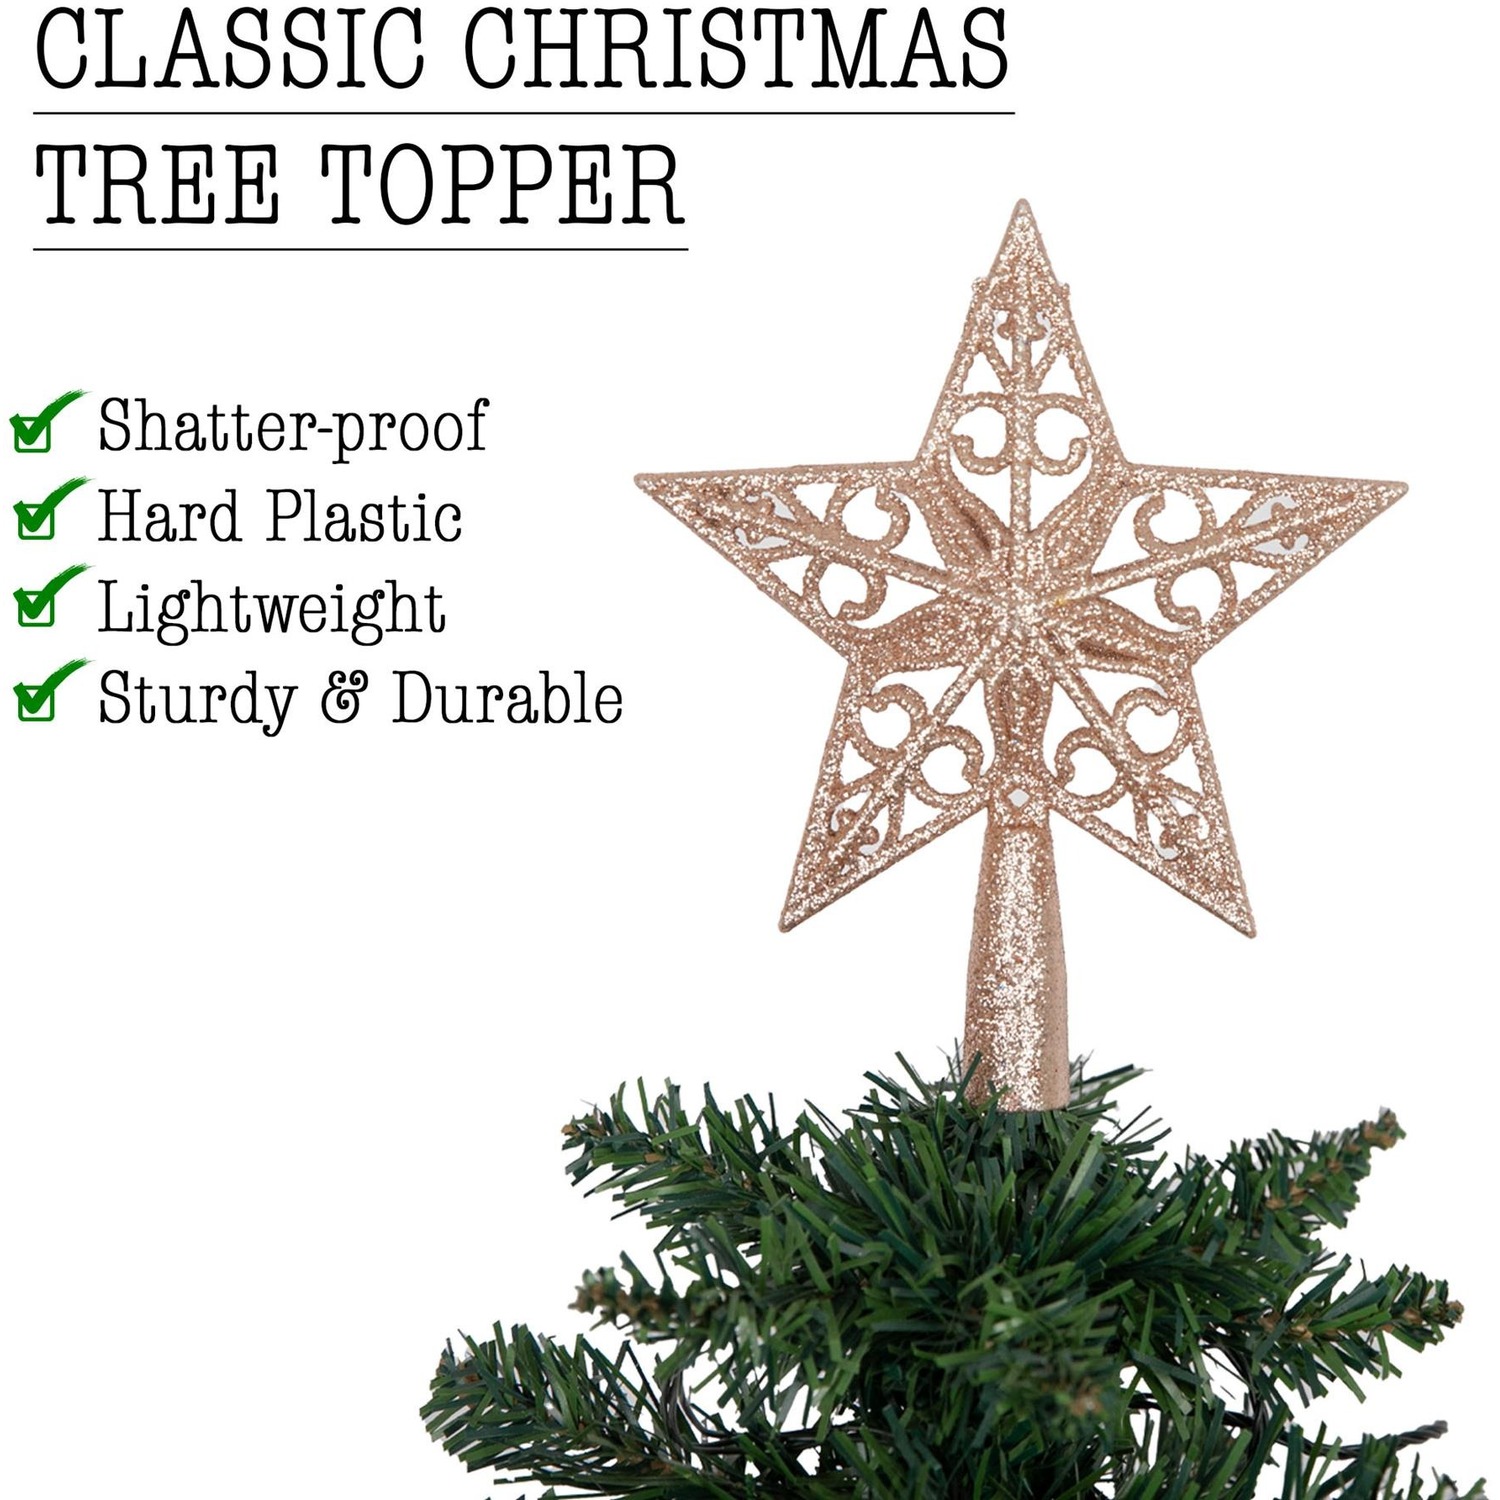 CLASSIC CHRISTMAS
TREE TOPPER
Shatter-proof
Hard Plastic
Lightweight
Sturdy & Durable